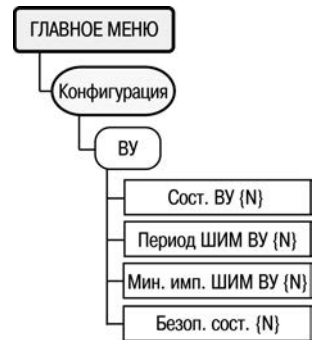 ГЛАВНОЕ МЕНЮ
Конфигурация
ВУ
Сост. ВУ {N}
Период ШИМ ВУ {N}
Мин. имп. ШИМ ВУ {N}
Безоп. сост. {N}